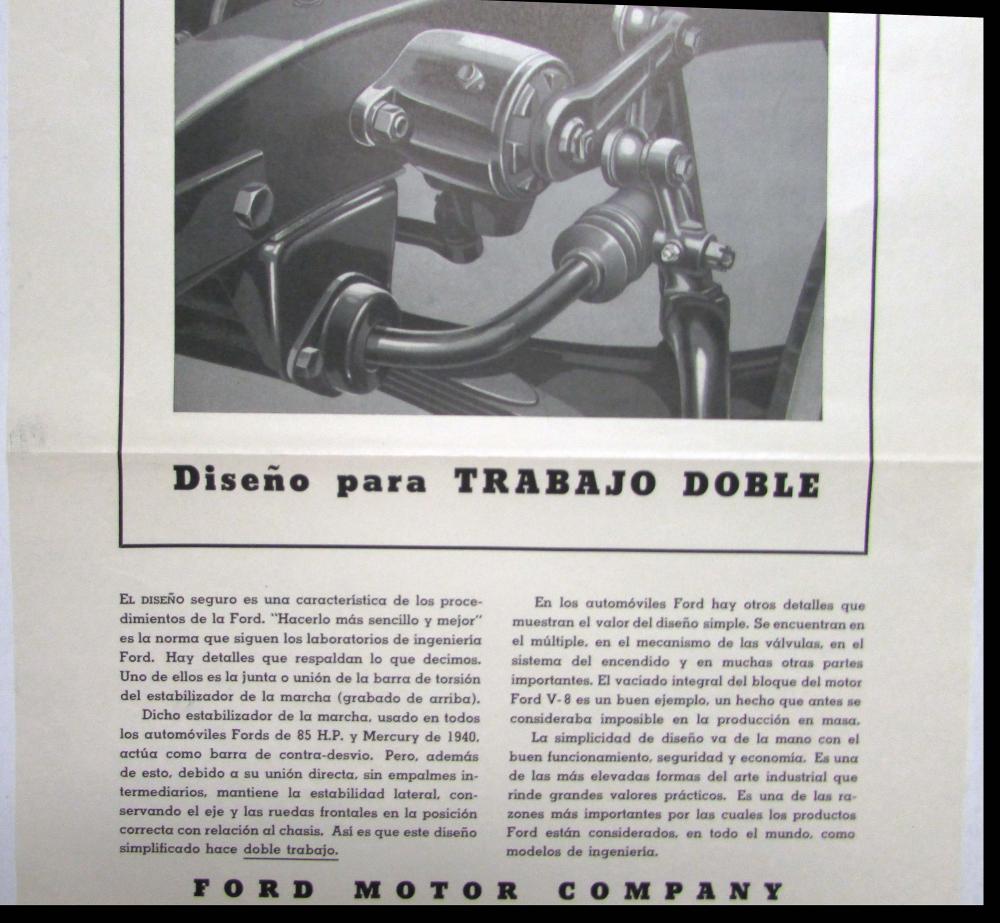 Diseño para TRABAJO DOBLE
EL DISEÑO seguro es una característica de los proce-
dimientos de la Ford. "Hacerlo más sencillo y mejor"
es la norma que siguen los laboratorios de ingeniería
Ford. Hay detalles que respaldan lo que decimos.
Uno de ellos es la junta o unión de la barra de torsión
del estabilizador de la marcha (grabado de arriba).
Dicho estabilizador de la marcha, usado en todos
los automóviles Fords de 85 H.P. y Mercury de 1940,
actúa como barra de contra-desvio. Pero, además
de esto, debido a su unión directa, sin empalmes in-
termediarios, mantiene la estabilidad lateral, con-
servando el eje y las ruedas frontales en la posición
correcta con relación al chasis. Así es que este diseño
simplificado hace doble trabajo.
En los automóviles Ford hay otros detalles que
muestran el valor del diseño simple. Se encuentran en
el múltiple, en el mecanismo de las válvulas, en el
sistema del encendido y en muchas otras partes
importantes. El vaciado integral del bloque del motor
Ford V-8 es un buen ejemplo, un hecho que antes se
consideraba imposible en la producción en masa.
La simplicidad de diseño va de la mano con el
buen funcionamiento, seguridad y economía. Es una
de las más elevadas formas del arte industrial que
rinde grandes valores prácticos. Es una de las ra-
zones más importantes por las cuales los productos
Ford están considerados, en todo el mundo, como
modelos de ingeniería.
FORD MOTOR COMPANY